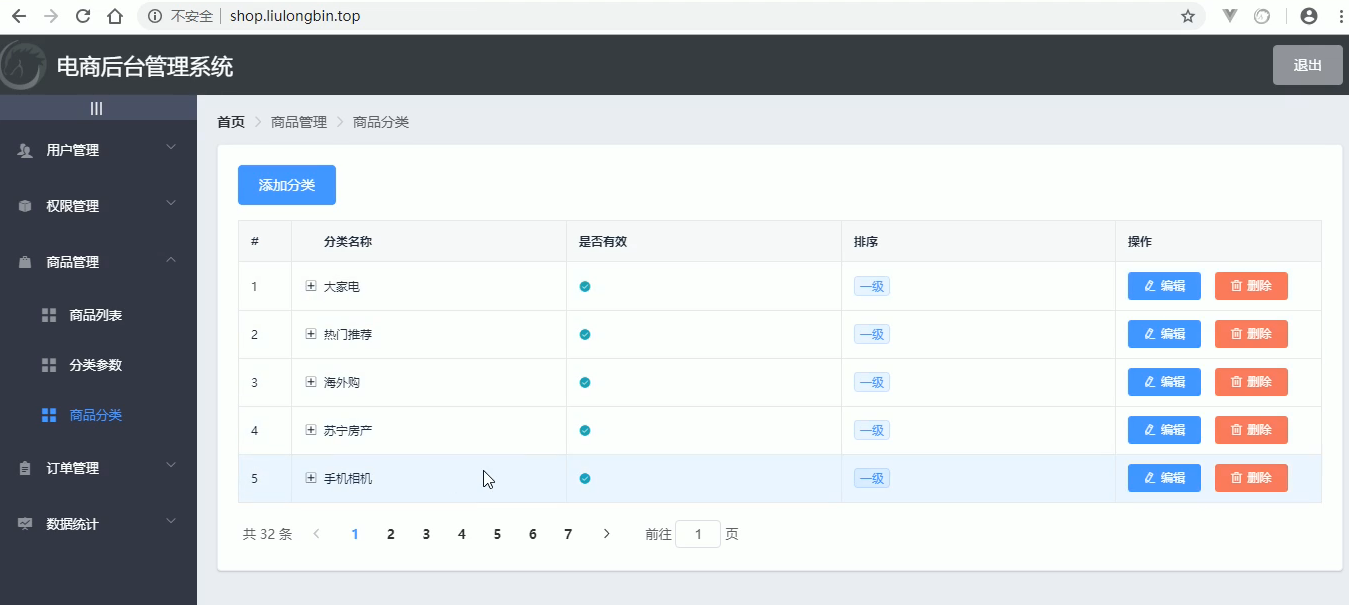 不安全 shop.liulongbin.top
电商后台管理系统
退出
|||
用户管理
权限管理
商品管理
商品列表
分类参数
商品分类
订单管理
数据统计
首页 > 商品管理 > 商品分类
添加分类
# 分类名称 是否有效 排序 操作
1 大家电 一级 编辑 删除
2 热门推荐 一级 编辑 删除
3 海外购 一级 编辑 删除
4 苏宁房产 一级 编辑 删除
5 手机相机 一级 编辑 删除
共 32 条 < 1 2 3 4 5 6 7 > 前往 1 页